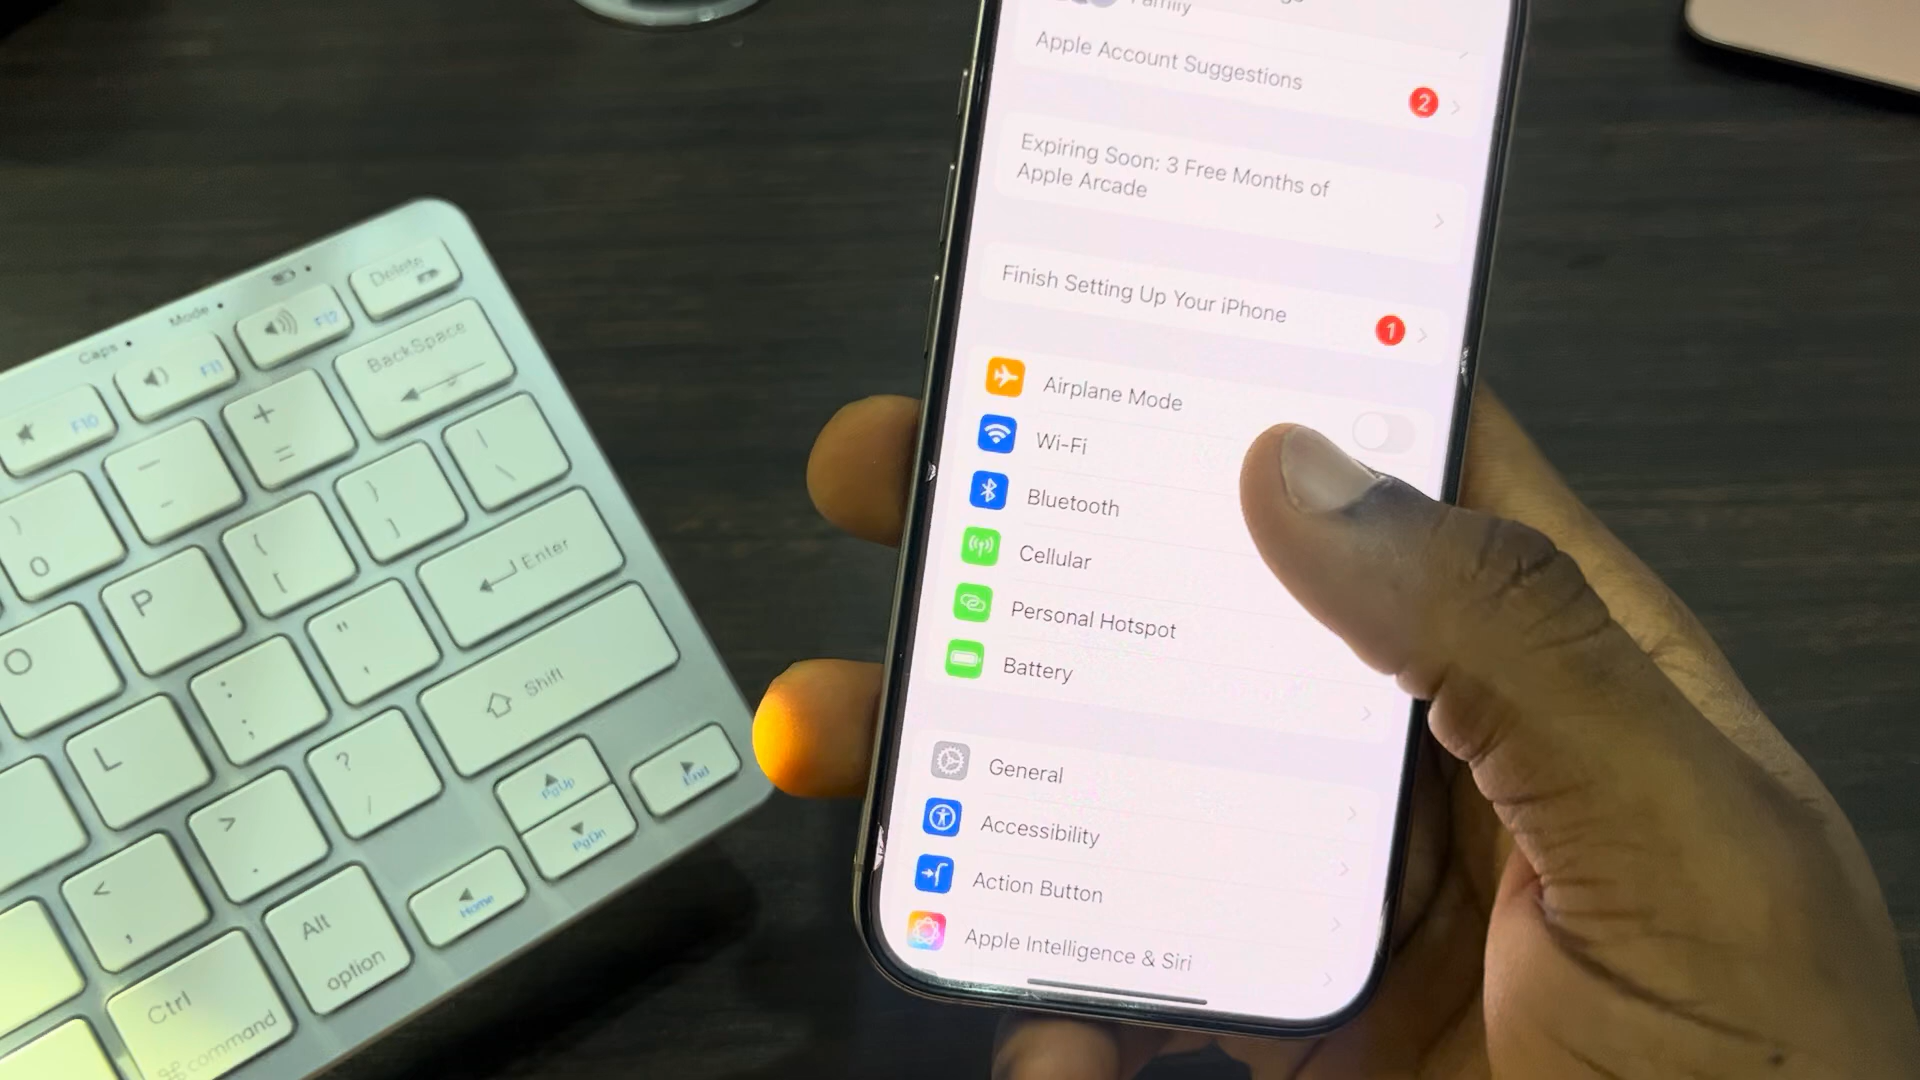 Family
Apple Account Suggestions
2
Expiring Soon: 3 Free Months of
Apple Arcade
Finish Setting Up Your iPhone
1
Airplane Mode
Wi-Fi
Bluetooth
Cellular
Personal Hotspot
Battery
General
Accessibility
Action Button
Apple Intelligence & Siri
Caps
Mode
F10
F11
F12
Delete
) 0
_ -
+ =
BackSpace
O
P
{ [
} ]
| \
L
: ;
" '
Enter
< ,
> .
? /
Shift
Ctrl
⌘ command
Alt
option
Home
PgUp
PgDn
End